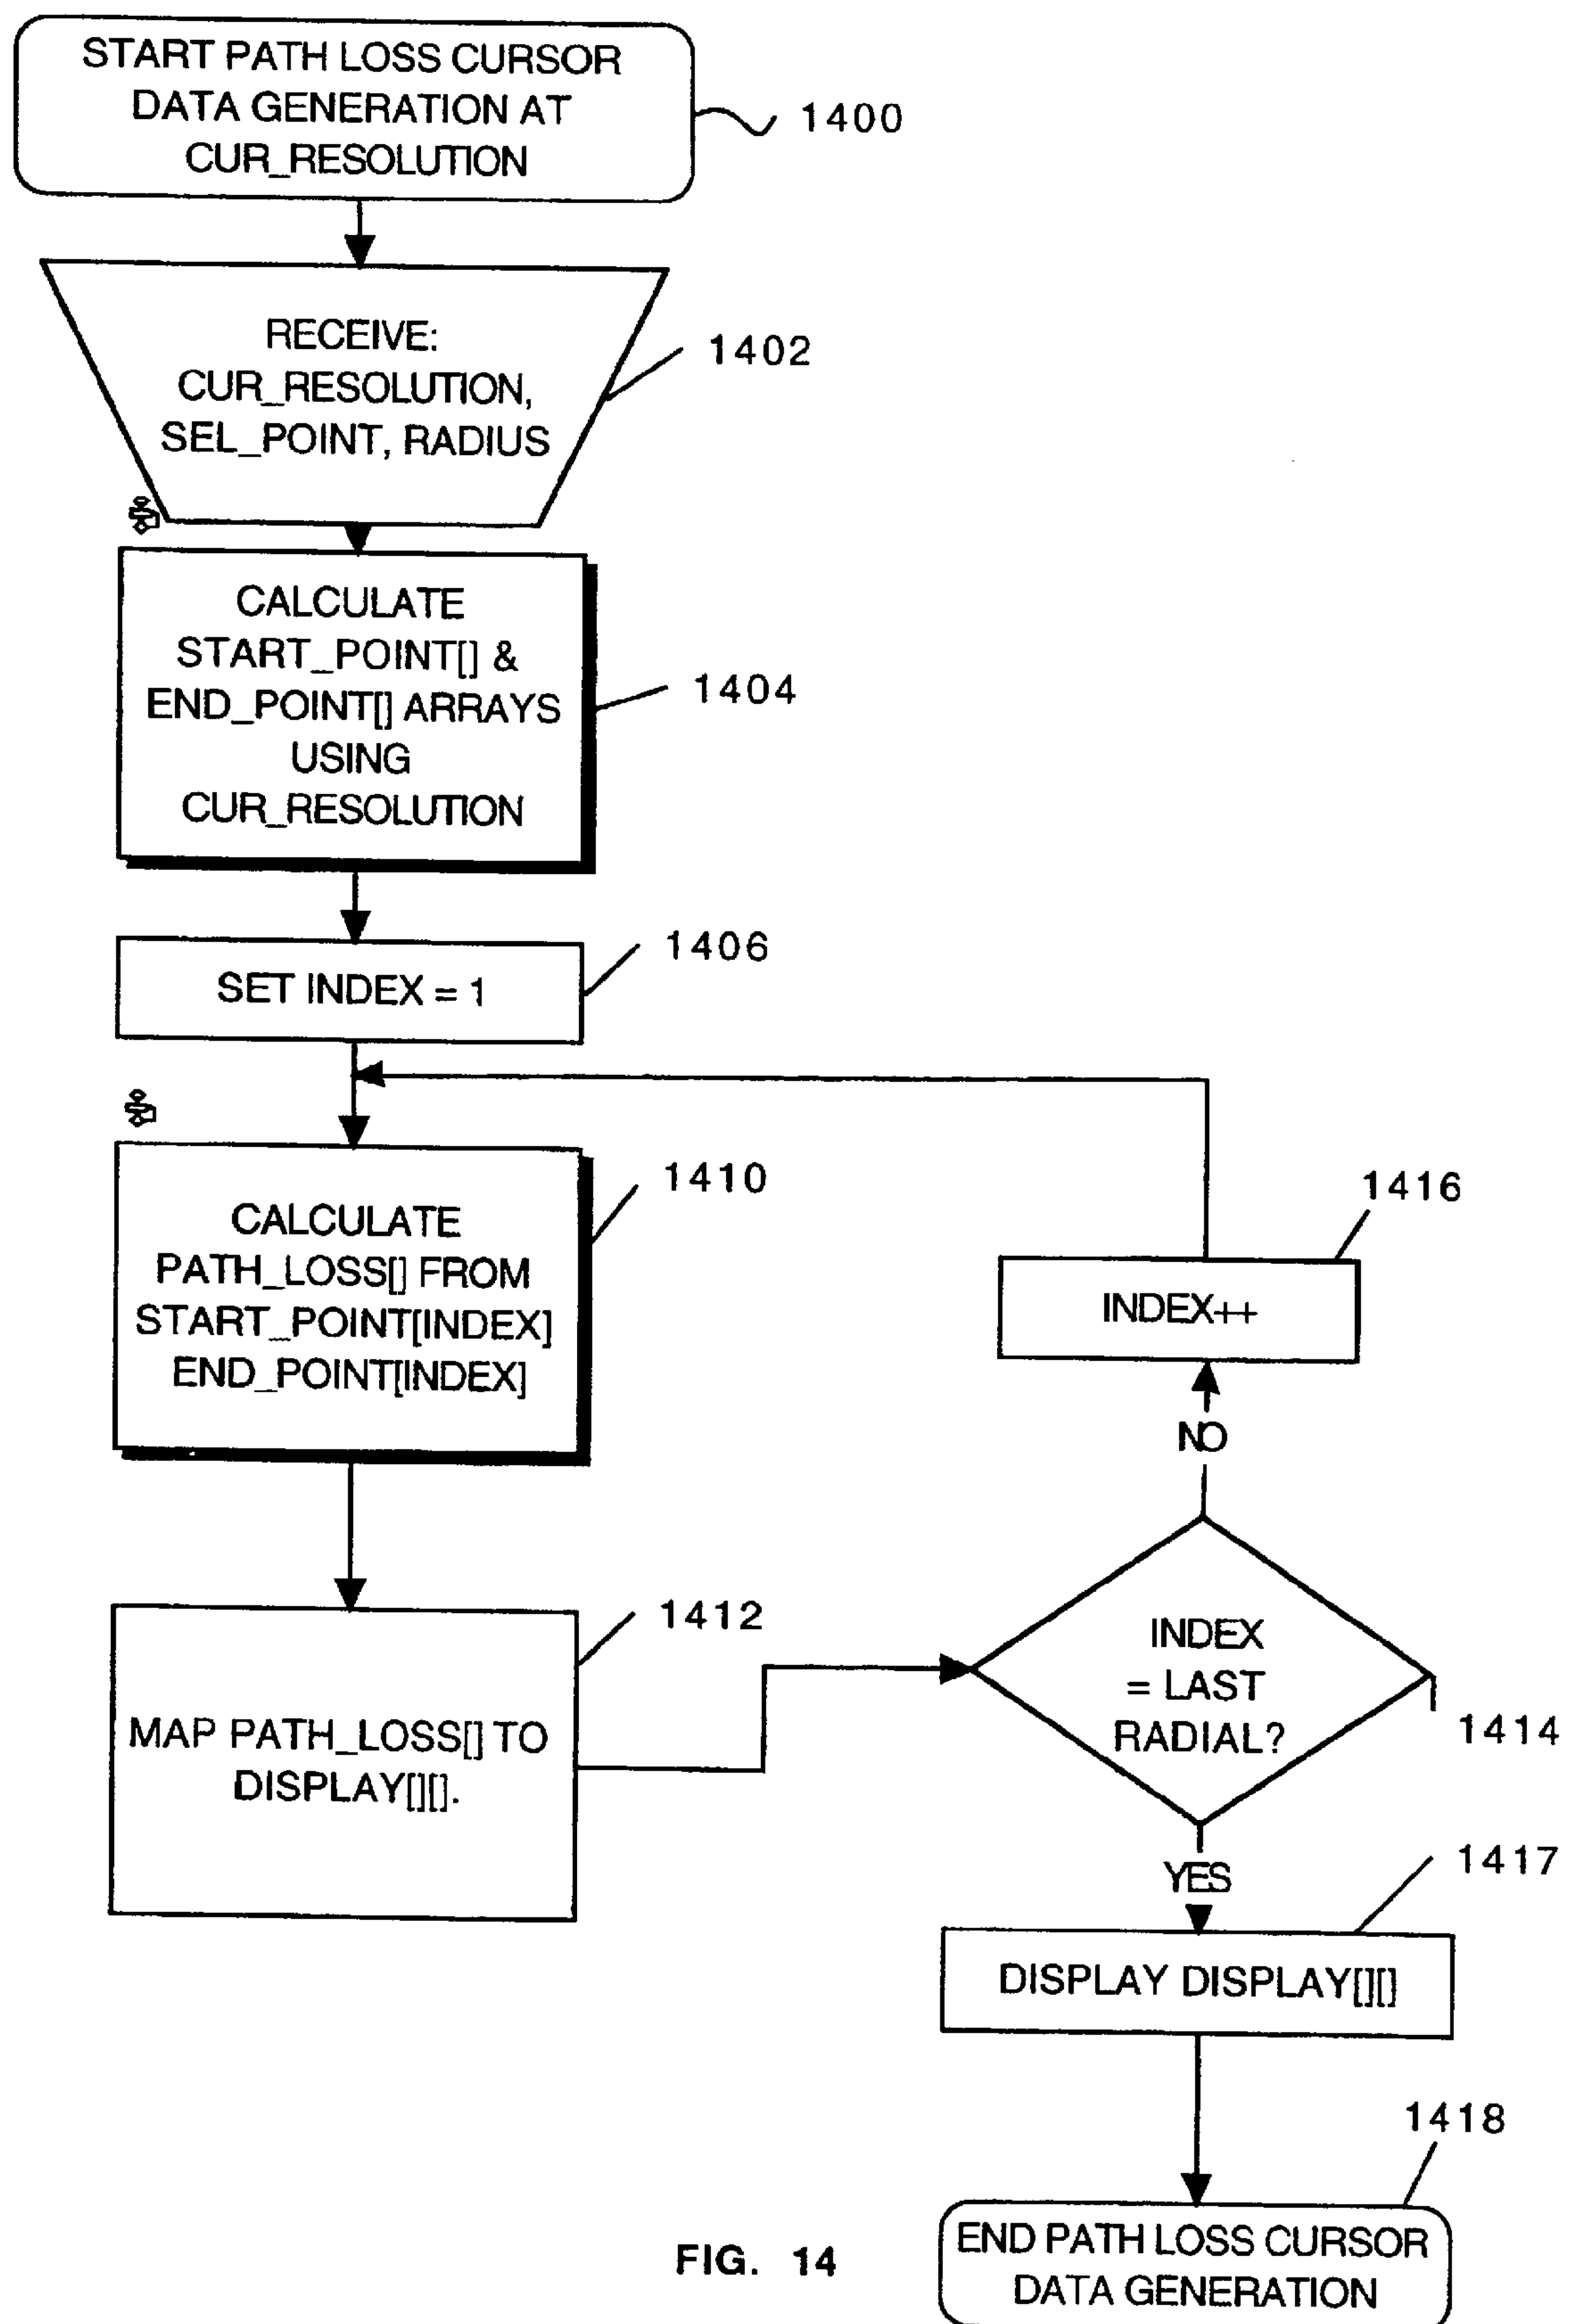 START PATH LOSS CURSOR
DATA GENERATION AT
CUR_RESOLUTION
1400
RECEIVE:
CUR_RESOLUTION,
SEL_POINT, RADIUS
1402
CALCULATE
START_POINT[] &
END_POINT[] ARRAYS
USING
CUR_RESOLUTION
1404
SET INDEX = 1
1406
CALCULATE
PATH_LOSS[] FROM
START_POINT[INDEX]
END_POINT[INDEX]
1410
1416
INDEX++
NO
MAP PATH_LOSS[] TO
DISPLAY[][].
1412
INDEX
= LAST
RADIAL?
1414
YES
1417
DISPLAY DISPLAY[][]
1418
END PATH LOSS CURSOR
DATA GENERATION
FIG. 14